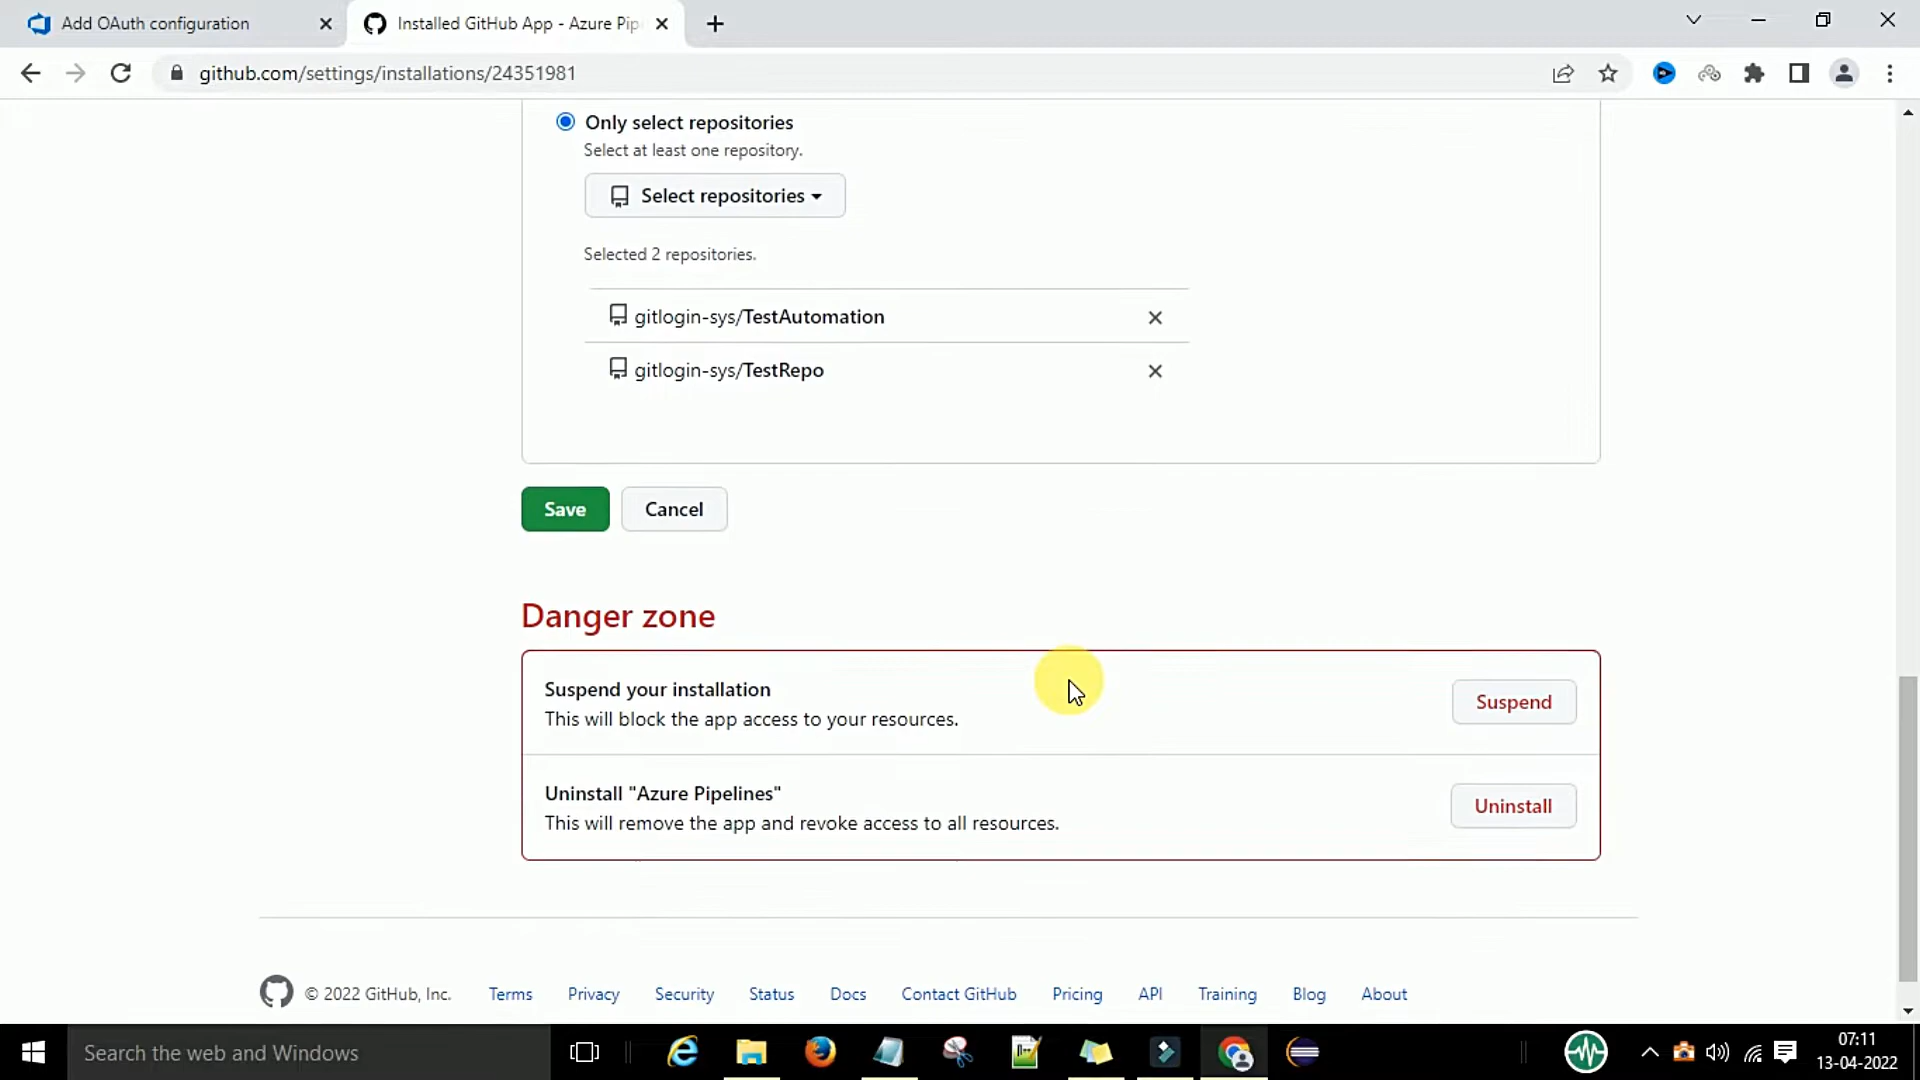 Add OAuth configuration
Installed GitHub App - Azure Pip
github.com/settings/installations/24351981
Only select repositories
Select at least one repository.
Select repositories
Selected 2 repositories.
gitlogin-sys/TestAutomation
gitlogin-sys/TestRepo
Save Cancel
Danger zone
Suspend your installation
This will block the app access to your resources.
Suspend
Uninstall "Azure Pipelines"
This will remove the app and revoke access to all resources.
Uninstall
© 2022 GitHub, Inc. Terms Privacy Security Status Docs Contact GitHub Pricing API Training Blog About
Search the web and Windows
07:11
13-04-2022